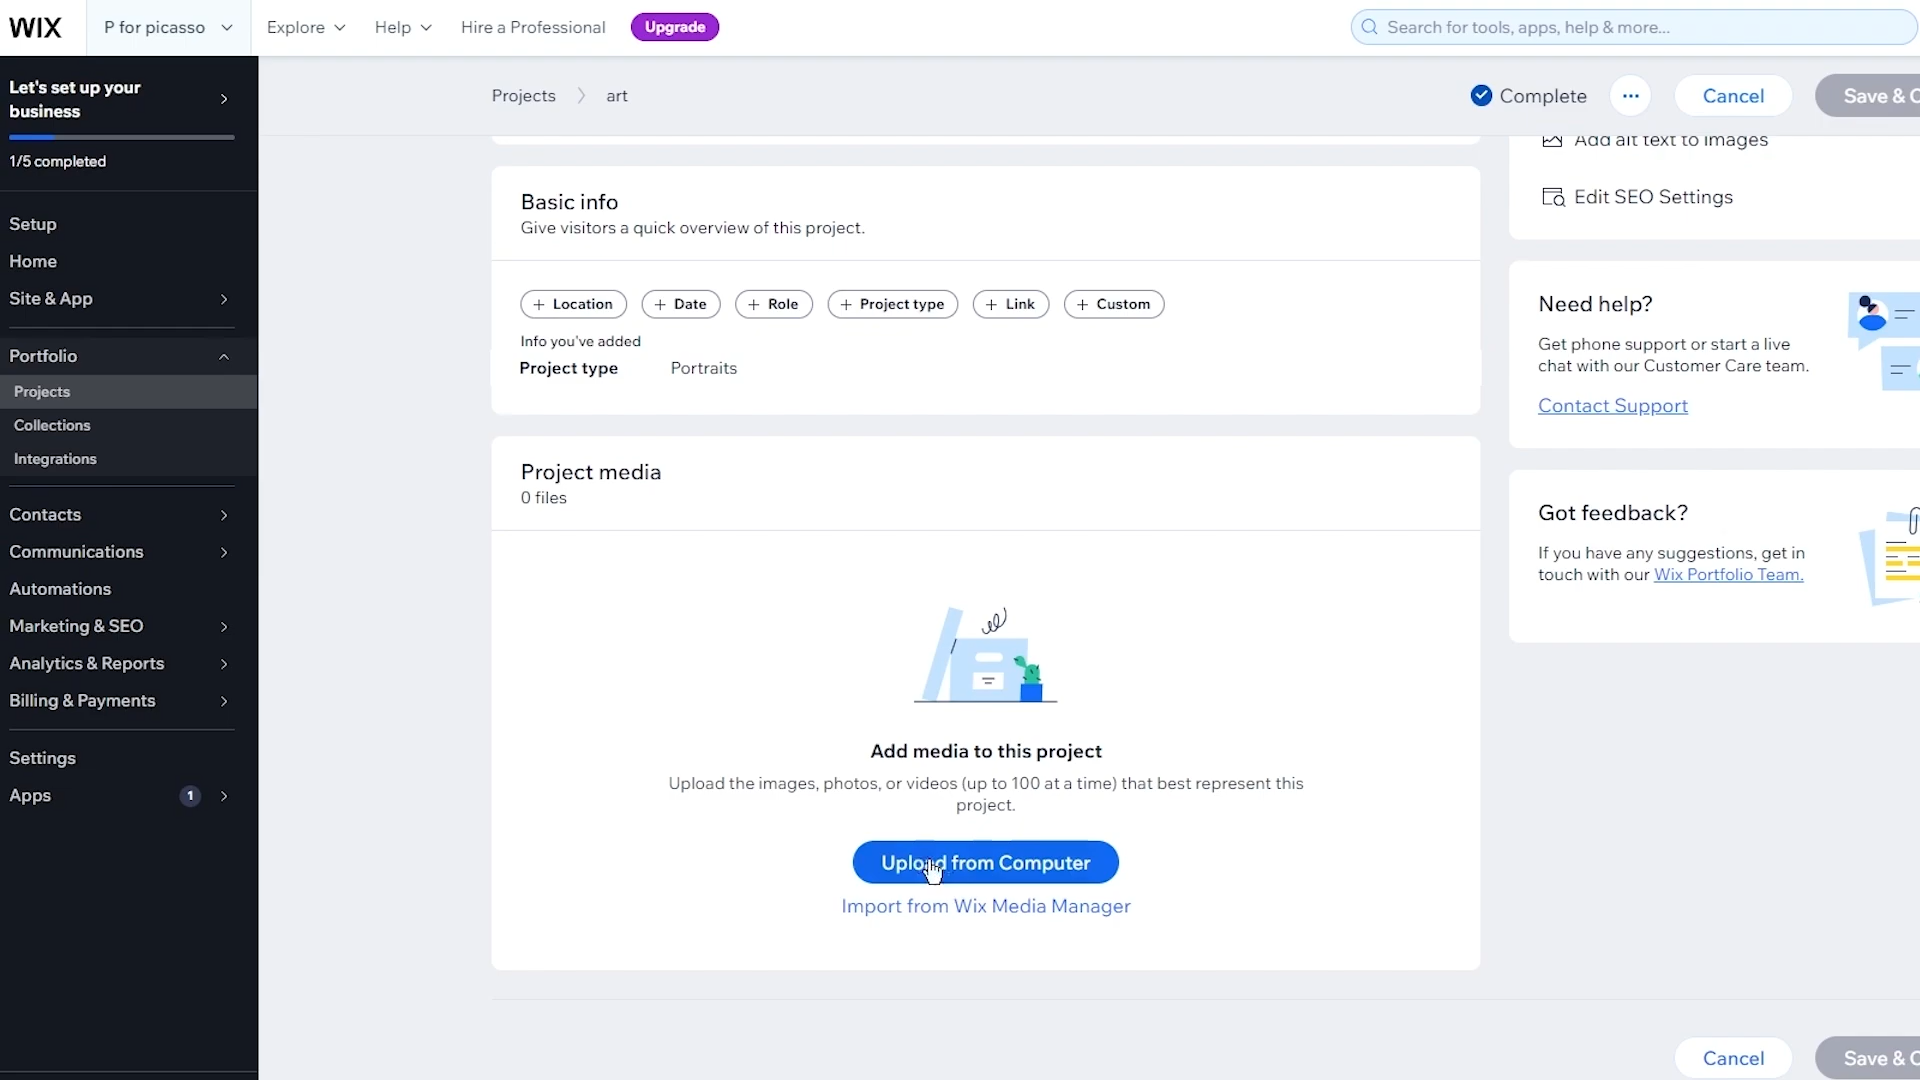 WIX
P for picasso
Explore
Help
Hire a Professional
Upgrade
Search for tools, apps, help & more...
Let's set up your
business
1/5 completed
Setup
Home
Site & App
Portfolio
Projects
Collections
Integrations
Contacts
Communications
Automations
Marketing & SEO
Analytics & Reports
Billing & Payments
Settings
Apps
1
Projects
art
Complete
Cancel
Save & C
Basic info
Give visitors a quick overview of this project.
+ Location
+ Date
+ Role
+ Project type
+ Link
+ Custom
Info you've added
Project type
Portraits
Project media
0 files
Add media to this project
Upload the images, photos, or videos (up to 100 at a time) that best represent this
project.
Upload from Computer
Import from Wix Media Manager
Add alt text to images
Edit SEO Settings
Need help?
Get phone support or start a live
chat with our Customer Care team.
Contact Support
Got feedback?
If you have any suggestions, get in
touch with our Wix Portfolio Team.
Cancel
Save & C